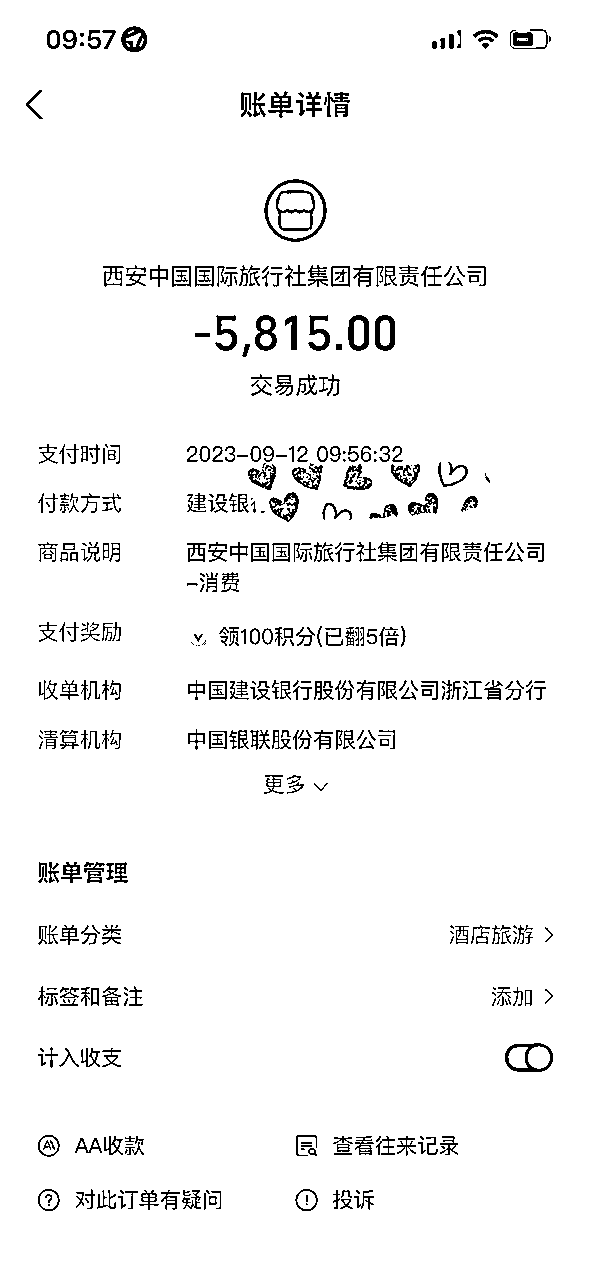 09:57
账单详情
西安中国国际旅行社集团有限责任公司
-5,815.00
交易成功
支付时间 2023-09-12 09:56:32
付款方式 建设银
商品说明 西安中国国际旅行社集团有限责任公司
-消费
支付奖励 领100积分(已翻5倍)
收单机构 中国建设银行股份有限公司浙江省分行
清算机构 中国银联股份有限公司
更多
账单管理
账单分类 酒店旅游
标签和备注 添加
计入收支
AA收款 查看往来记录
对此订单有疑问 投诉